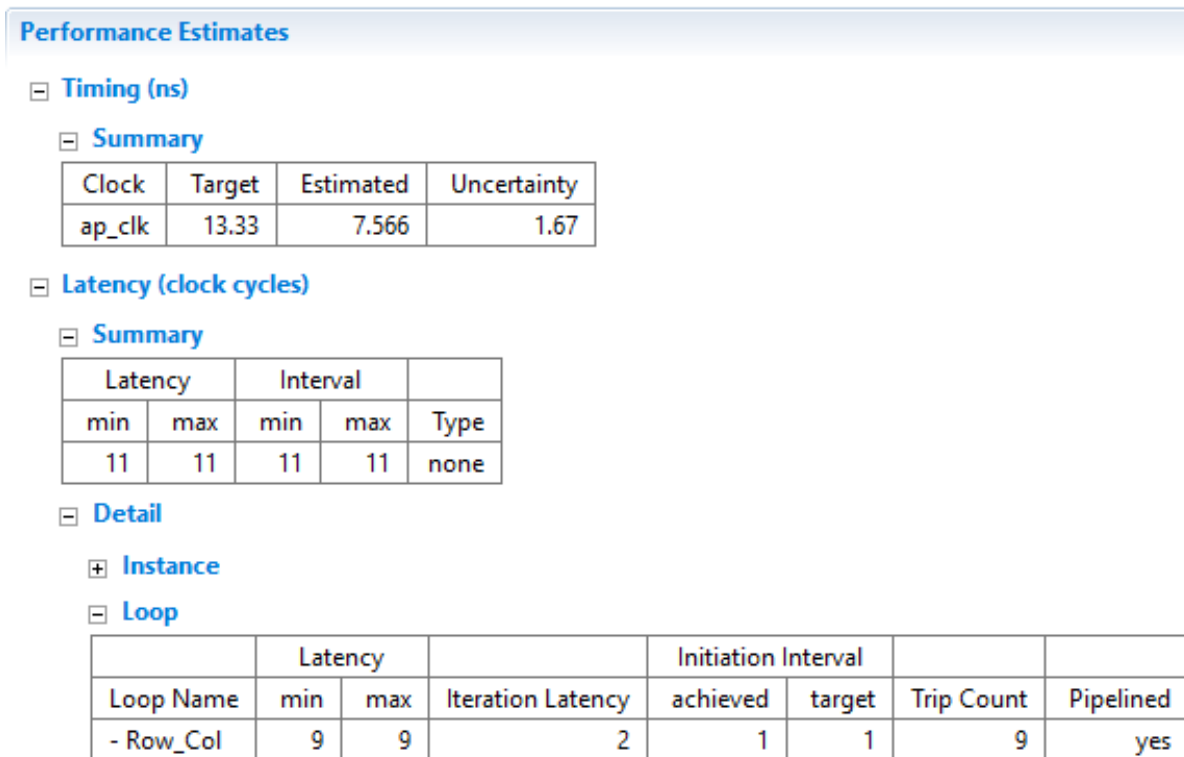 Performance Estimates
Timing (ns)
Summary
Clock Target Estimated Uncertainty
ap_clk 13.33 7.566 1.67
Latency (clock cycles)
Summary
Latency Interval
min max min max Type
11 11 11 11 none
Detail
Instance
Loop
Latency Initiation Interval
Loop Name min max Iteration Latency achieved target Trip Count Pipelined
- Row_Col 9 9 2 1 1 9 yes